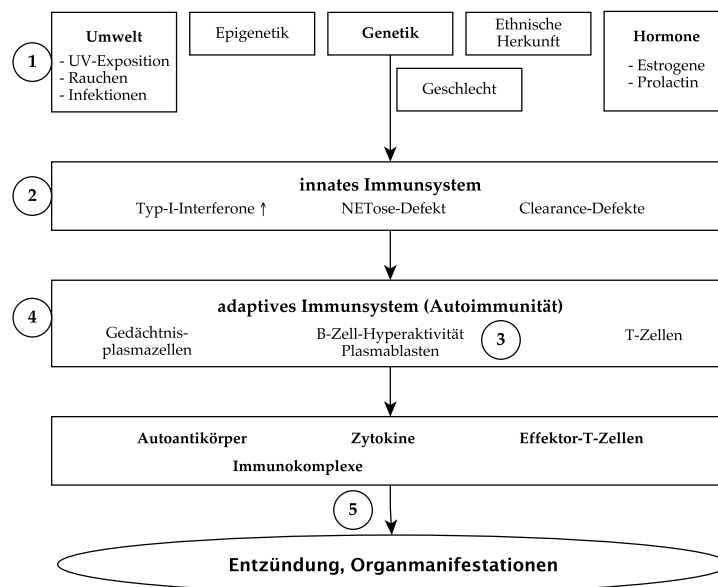 Umwelt
- UV-Exposition
- Rauchen
- Infektionen
Epigenetik
Genetik
Ethnische
Herkunft
Hormone
- Estrogene
- Prolactin
1
Geschlecht
2
innates Immunsystem
Typ-I-Interferone ↑ NETose-Defekt Clearance-Defekte
4
adaptives Immunsystem (Autoimmunität)
Gedächtnis-
plasmazellen
B-Zell-Hyperaktivität
Plasmablasten
3
T-Zellen
Autoantikörper Zytokine Effektor-T-Zellen
Immunokomplexe
5
Entzündung, Organmanifestationen